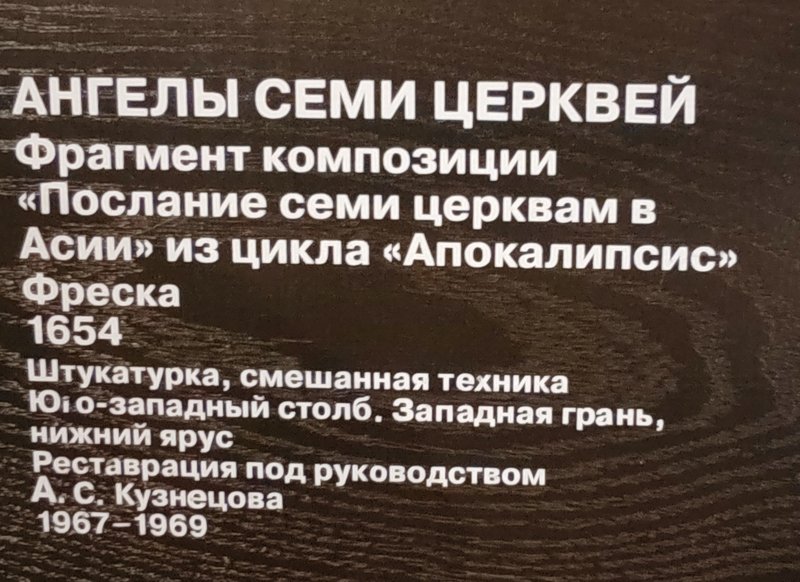 АНГЕЛЫ СЕМИ ЦЕРКВЕЙ
Фрагмент композиции
«Послание семи церквам в
Асии» из цикла «Апокалипсис»
Фреска
1654
Штукатурка, смешанная техника
Юго-западный столб. Западная грань,
нижний ярус
Реставрация под руководством
А. С. Кузнецова
1967–1969